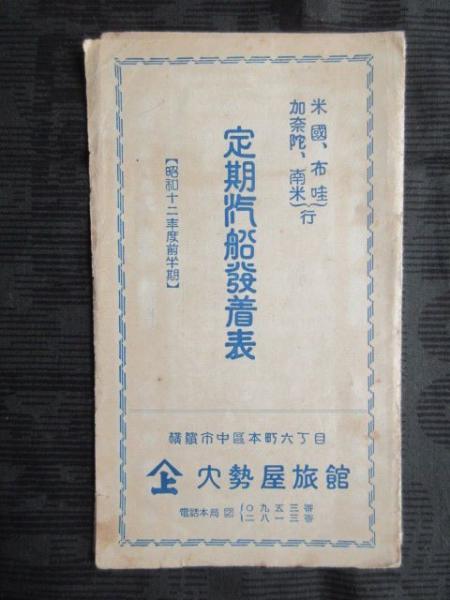 米國、布哇
加奈陀、南米
行
定期汽船發着表
【昭和十二年度前半期】
横濱市中區本町六丁目
上 大勢屋旅館
電話本局 ② 〇九五三番
二八一三番